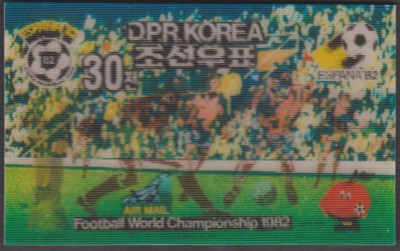 DPR KOREA
조선우표
30전
ESPAÑA '82
AIR MAIL
Football World Championship 1982